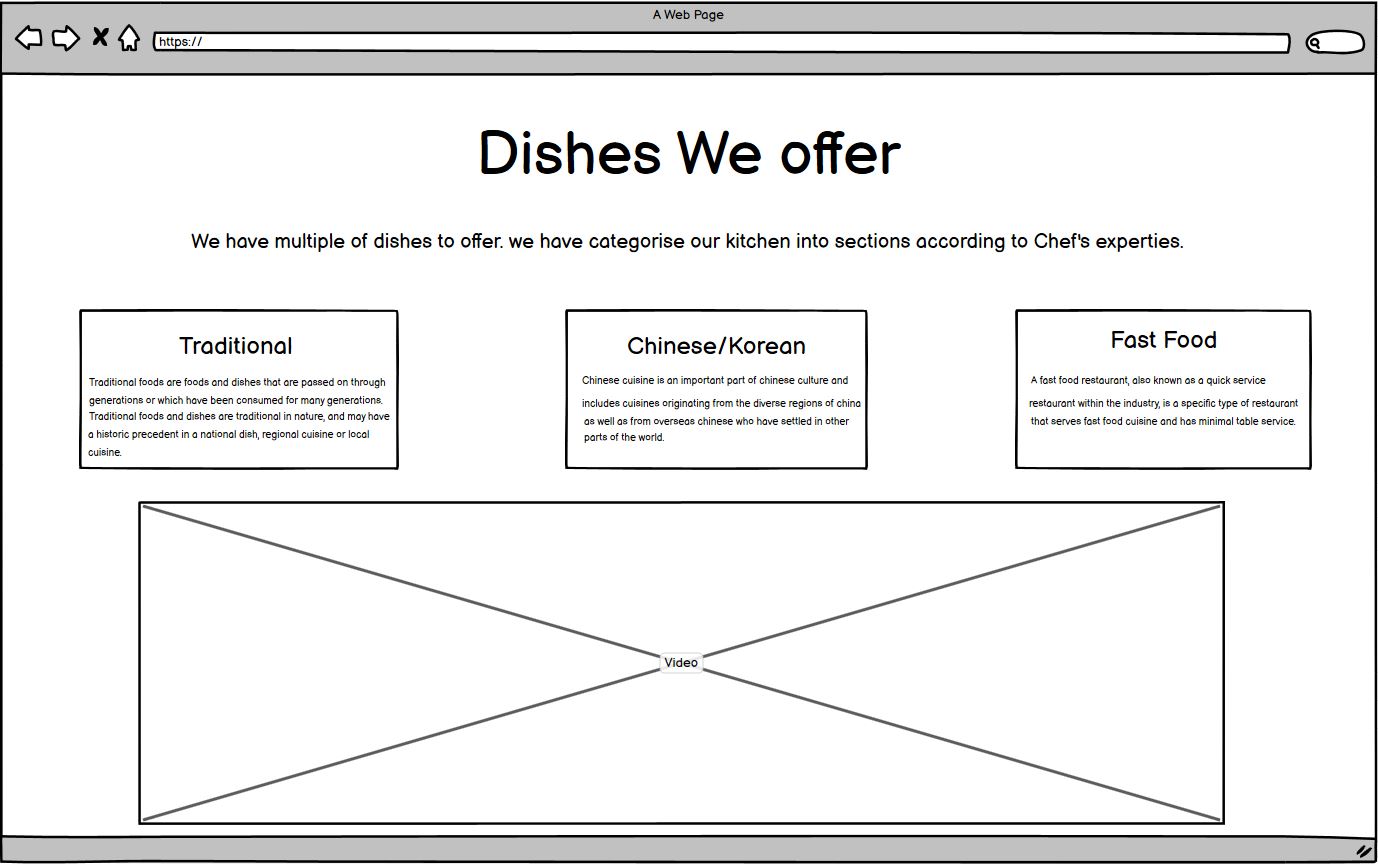 A Web Page
https://
Dishes We offer
We have multiple of dishes to offer. we have categorise our kitchen into sections according to Chef's experties.
Traditional
Traditional foods are foods and dishes that are passed on through
generations or which have been consumed for many generations.
Traditional foods and dishes are traditional in nature, and may have
a historic precedent in a national dish, regional cuisine or local
cuisine.
Chinese/Korean
Chinese cuisine is an important part of chinese culture and
includes cuisines originating from the diverse regions of china
as well as from overseas chinese who have settled in other
parts of the world.
Fast Food
A fast food restaurant, also known as a quick service
restaurant within the industry, is a specific type of restaurant
that serves fast food cuisine and has minimal table service.
Video